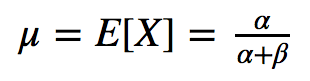 μ = E[X] = α/(α+β)